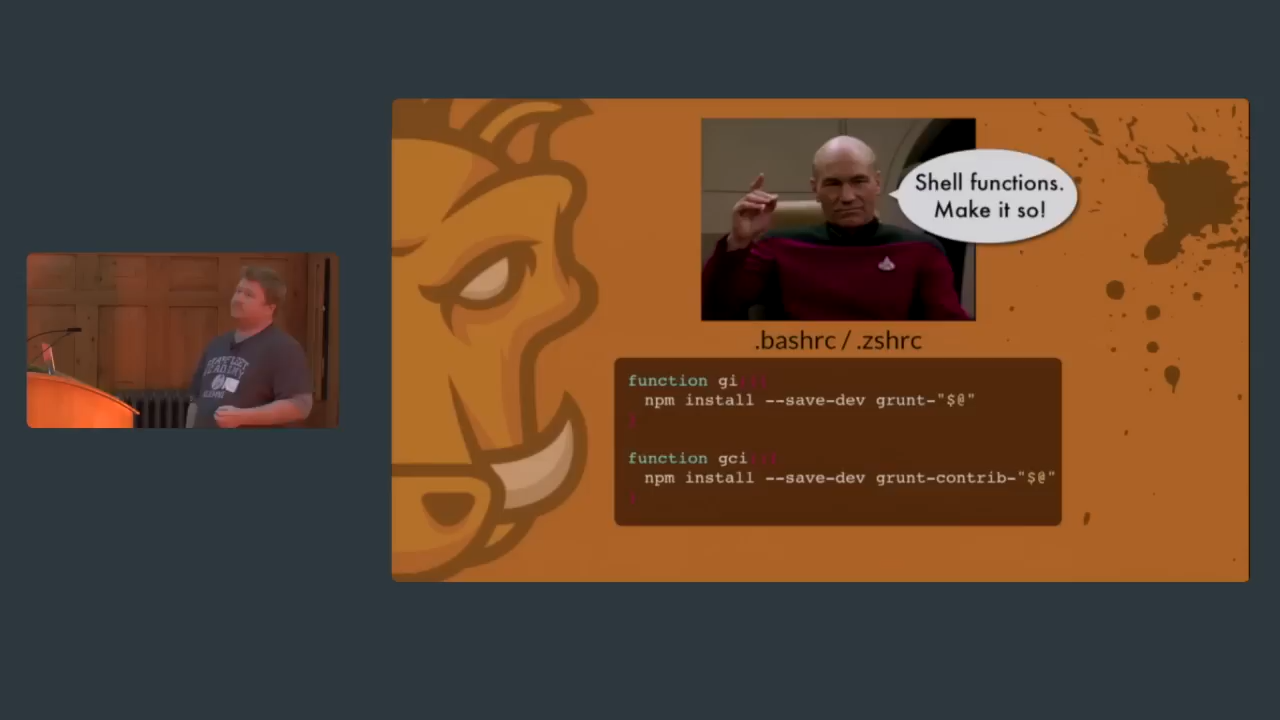 Shell functions.
Make it so!
.bashrc / .zshrc
function gi(){
npm install --save-dev grunt-"$@"
}
function gci(){
npm install --save-dev grunt-contrib-"$@"
}